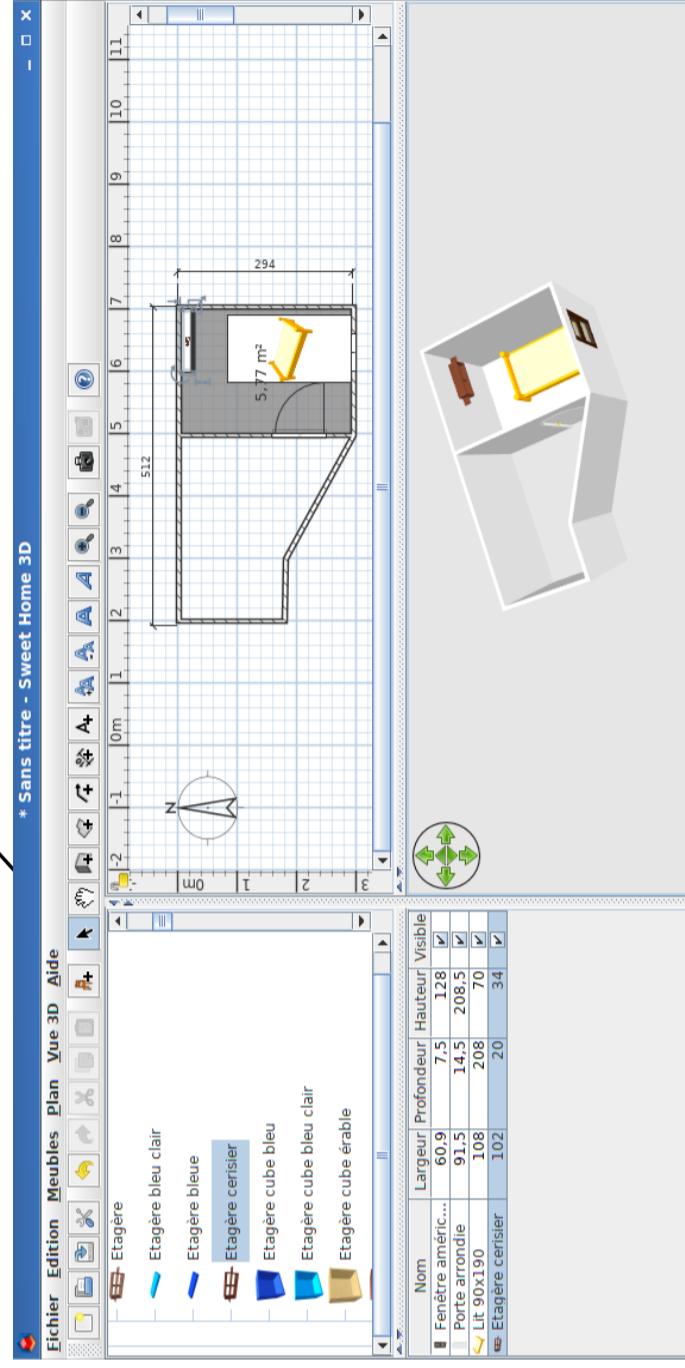 * Sans titre - Sweet Home 3D
Fichier Edition Meubles Plan Vue 3D Aide
Etagère
Etagère bleu clair
Etagère bleue
Etagère cerisier
Etagère cube bleu
Etagère cube bleu clair
Etagère cube érable
-2 -1 0m 1 2 3 4 5 6 7 8 9 10 11
0m
1
2
3
N
512
294
5,77 m²
Nom Largeur Profondeur Hauteur Visible
Fenêtre améric... 60,9 7,5 128
Porte arrondie 91,5 14,5 208,5
Lit 90x190 108 208 70
Etagère cerisier 102 20 34